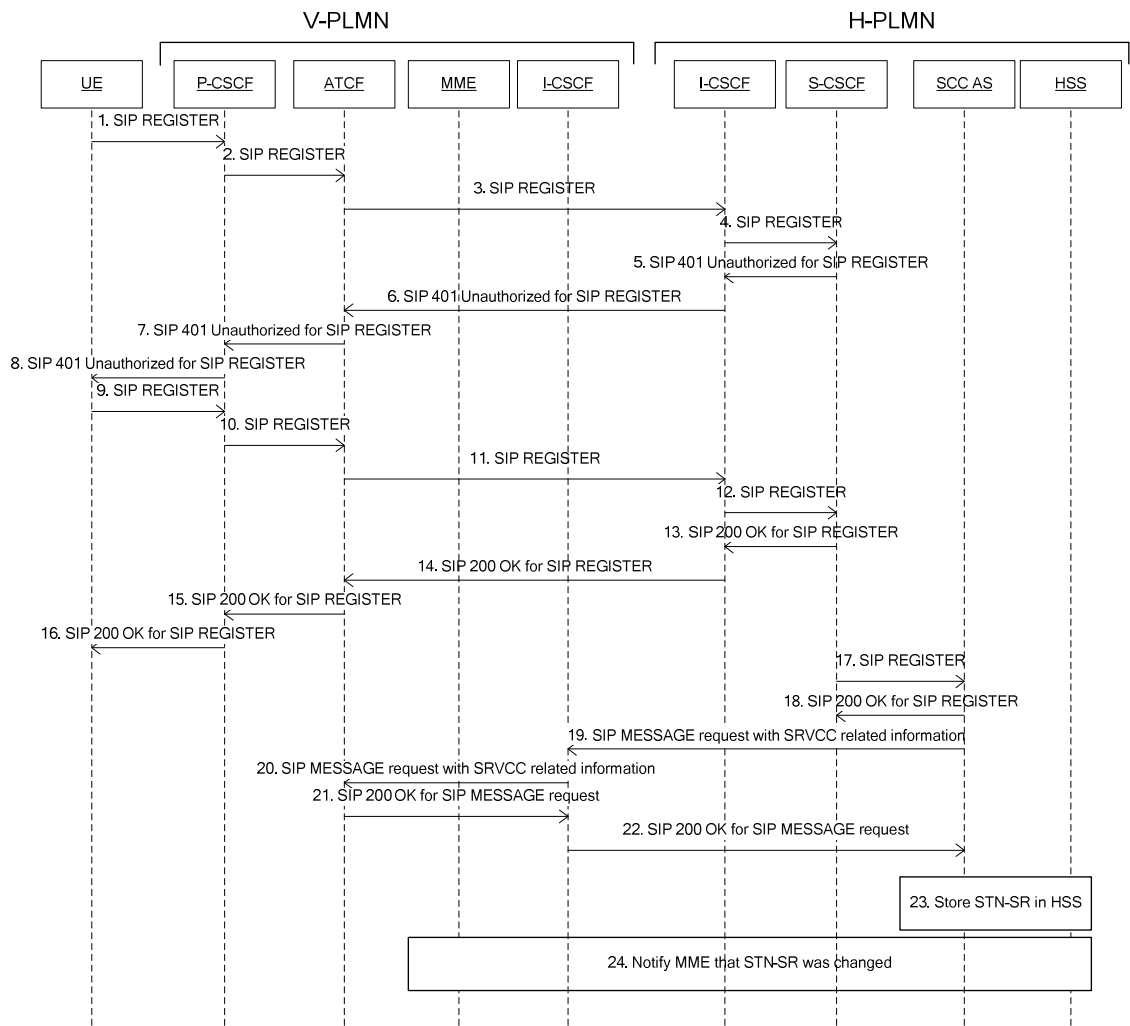 V-PLMN
H-PLMN
UE
P-CSCF
ATCF
MME
I-CSCF
I-CSCF
S-CSCF
SCC AS
HSS
1. SIP REGISTER
2. SIP REGISTER
3. SIP REGISTER
4. SIP REGISTER
5. SIP 401 Unauthorized for SIP REGISTER
6. SIP 401 Unauthorized for SIP REGISTER
7. SIP 401 Unauthorized for SIP REGISTER
8. SIP 401 Unauthorized for SIP REGISTER
9. SIP REGISTER
10. SIP REGISTER
11. SIP REGISTER
12. SIP REGISTER
13. SIP 200 OK for SIP REGISTER
14. SIP 200 OK for SIP REGISTER
15. SIP 200 OK for SIP REGISTER
16. SIP 200 OK for SIP REGISTER
17. SIP REGISTER
18. SIP 200 OK for SIP REGISTER
19. SIP MESSAGE request with SRVCC related information
20. SIP MESSAGE request with SRVCC related information
21. SIP 200 OK for SIP MESSAGE request
22. SIP 200 OK for SIP MESSAGE request
23. Store STN-SR in HSS
24. Notify MME that STN-SR was changed